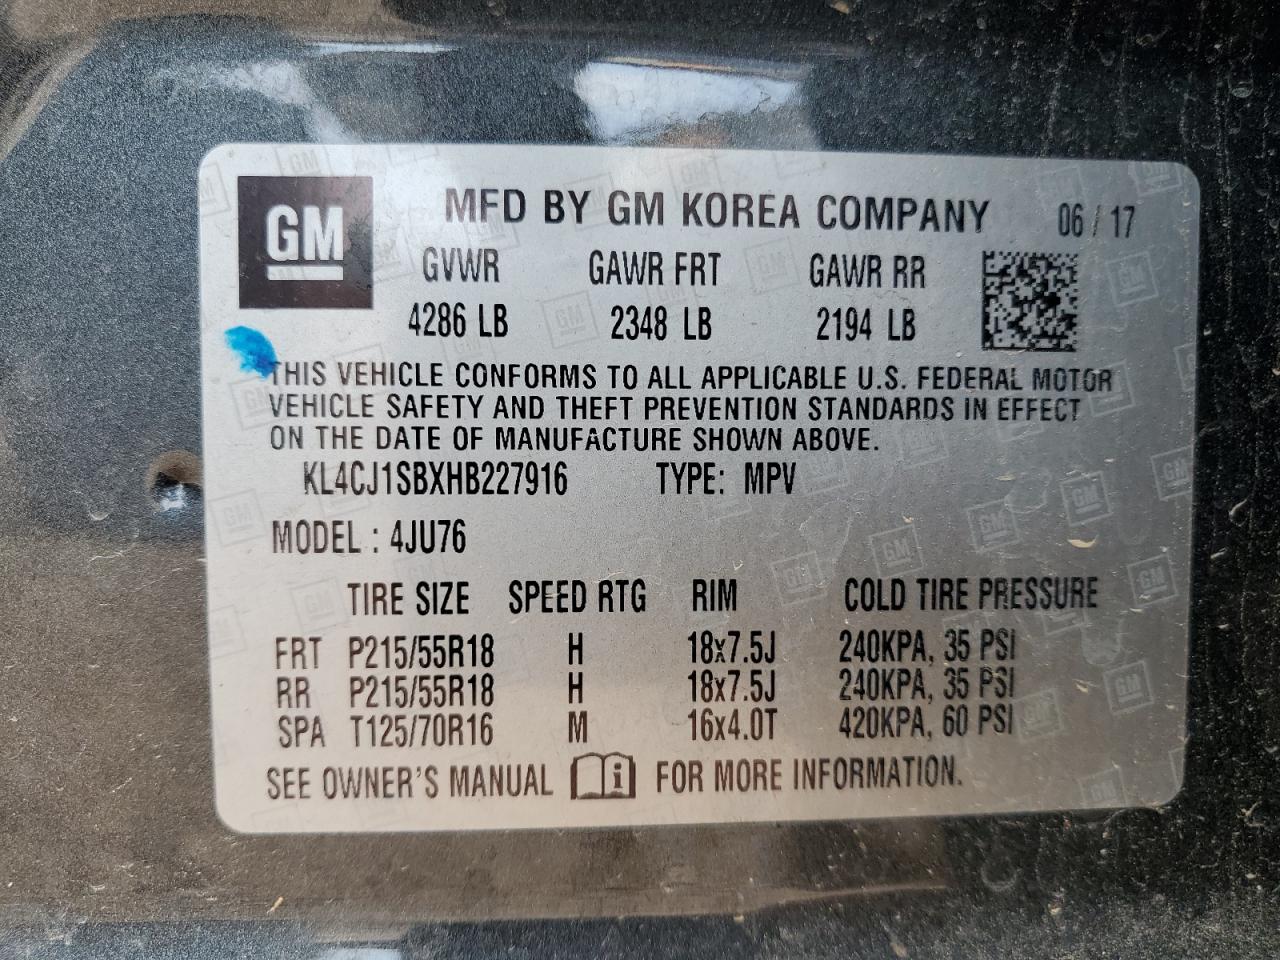 GM
MFD BY GM KOREA COMPANY 06 / 17
GVWR GAWR FRT GAWR RR
4286 LB 2348 LB 2194 LB
THIS VEHICLE CONFORMS TO ALL APPLICABLE U.S. FEDERAL MOTOR
VEHICLE SAFETY AND THEFT PREVENTION STANDARDS IN EFFECT
ON THE DATE OF MANUFACTURE SHOWN ABOVE.
KL4CJ1SBXHB227916 TYPE: MPV
MODEL : 4JU76
TIRE SIZE SPEED RTG RIM COLD TIRE PRESSURE
FRT P215/55R18 H 18x7.5J 240KPA, 35 PSI
RR P215/55R18 H 18x7.5J 240KPA, 35 PSI
SPA T125/70R16 M 16x4.0T 420KPA, 60 PSI
SEE OWNER'S MANUAL i FOR MORE INFORMATION.